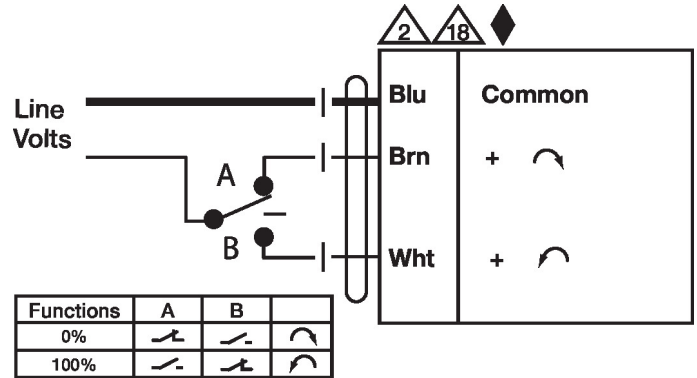 2 18
Line
Volts
Blu Common
Brn +
A
B
Wht +
Functions A B
0%
100%